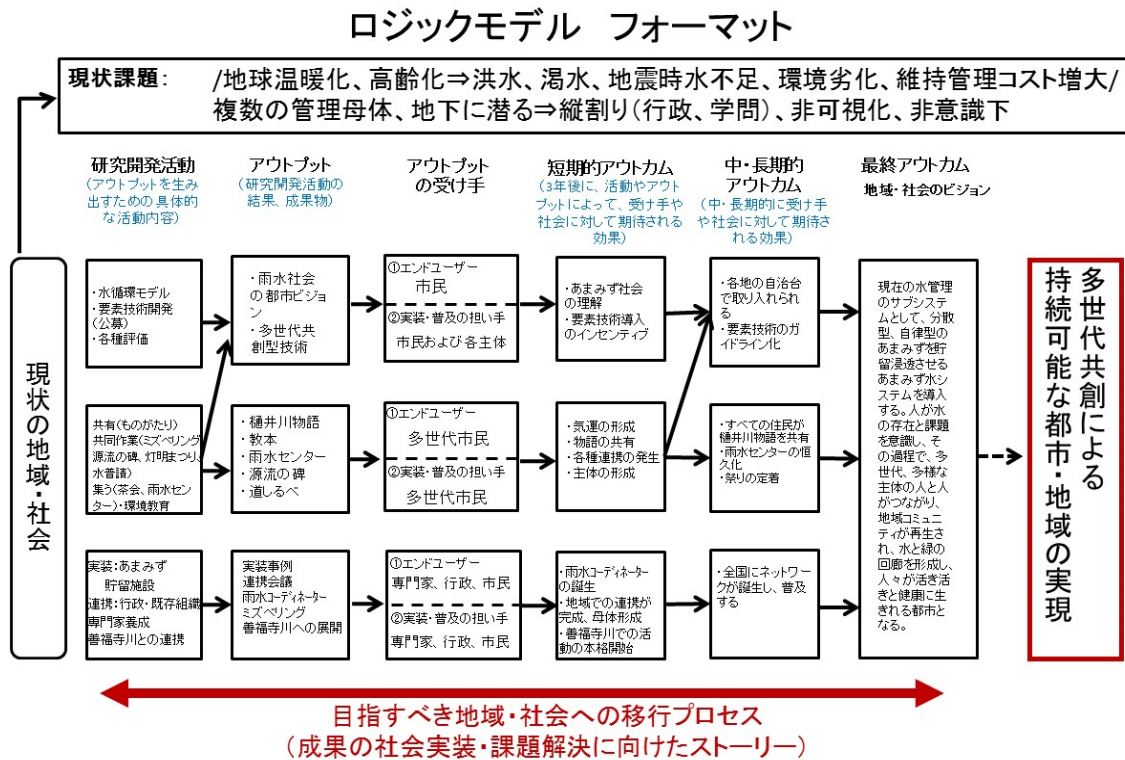 ロジックモデル フォーマット
現状課題： /地球温暖化、高齢化⇒洪水、渇水、地震時水不足、環境劣化、維持管理コスト増大/
複数の管理母体、地下に潜る⇒縦割り(行政、学問)、非可視化、非意識下
研究開発活動
(アウトプットを生み
出すための具体的
な活動内容)
アウトプット
(研究開発活動の
結果、成果物)
アウトプット
の受け手
短期的アウトカム
(3年後に、活動やアウト
プットによって、受け手や
社会に対して期待される
効果)
中・長期的
アウトカム
(中・長期的に受け手
や社会に対して期待さ
れる効果)
最終アウトカム
地域・社会のビジョン
現状の地域・社会
・水循環モデル
・要素技術開発
(公募)
・各種評価
・雨水社会
の都市ビジョ
ン
・多世代共
創型技術
①エンドユーザー
市民
②実装・普及の担い手
市民および各主体
・あまみず社会
の理解
・要素技術導入
のインセンティブ
・各地の自治台
で取り入れられ
る
・要素技術のガ
イドライン化
共有(ものがたり)
共同作業(ミズベリング
源流の碑、灯明まつり、
水普請)
集う(茶会、雨水セン
ター)・環境教育
・樋井川物語
・教本
・雨水センター
・源流の碑
・道しるべ
①エンドユーザー
多世代市民
②実装・普及の担い手
多世代市民
・気運の形成
・物語の共有
・各種連携の発生
・主体の形成
・すべての住民が
樋井川物語を共有
・雨水センターの恒
久化
・祭りの定着
実装：あまみず
貯留施設
連携：行政・既存組織
専門家養成
善福寺川との連携
実装事例
連携会議
雨水コーディネーター
ミズベリング
善福寺川への展開
①エンドユーザー
専門家、行政、市民
②実装・普及の担い手
専門家、行政、市民
・雨水コーディネーター
の誕生
・地域での連携が
完成、母体形成
・善福寺川での活
動の本格開始
・全国にネットワー
クが誕生し、普及
する
現在の水管理
のサブシステム
として、分散
型、自律型の
あまみずを貯
留浸透させる
あまみず水シ
ステムを導入
する。人が水
の存在と課題
を意識し、そ
の過程で、多
世代、多様な
主体の人と人
がつながり、
地域コミュニ
ティが再生さ
れ、水と緑の
回廊を形成し、
人々が活き活
きと健康に生
きれる都市と
なる。
多世代共創による
持続可能な都市・地域の実現
目指すべき地域・社会への移行プロセス
(成果の社会実装・課題解決に向けたストーリー)